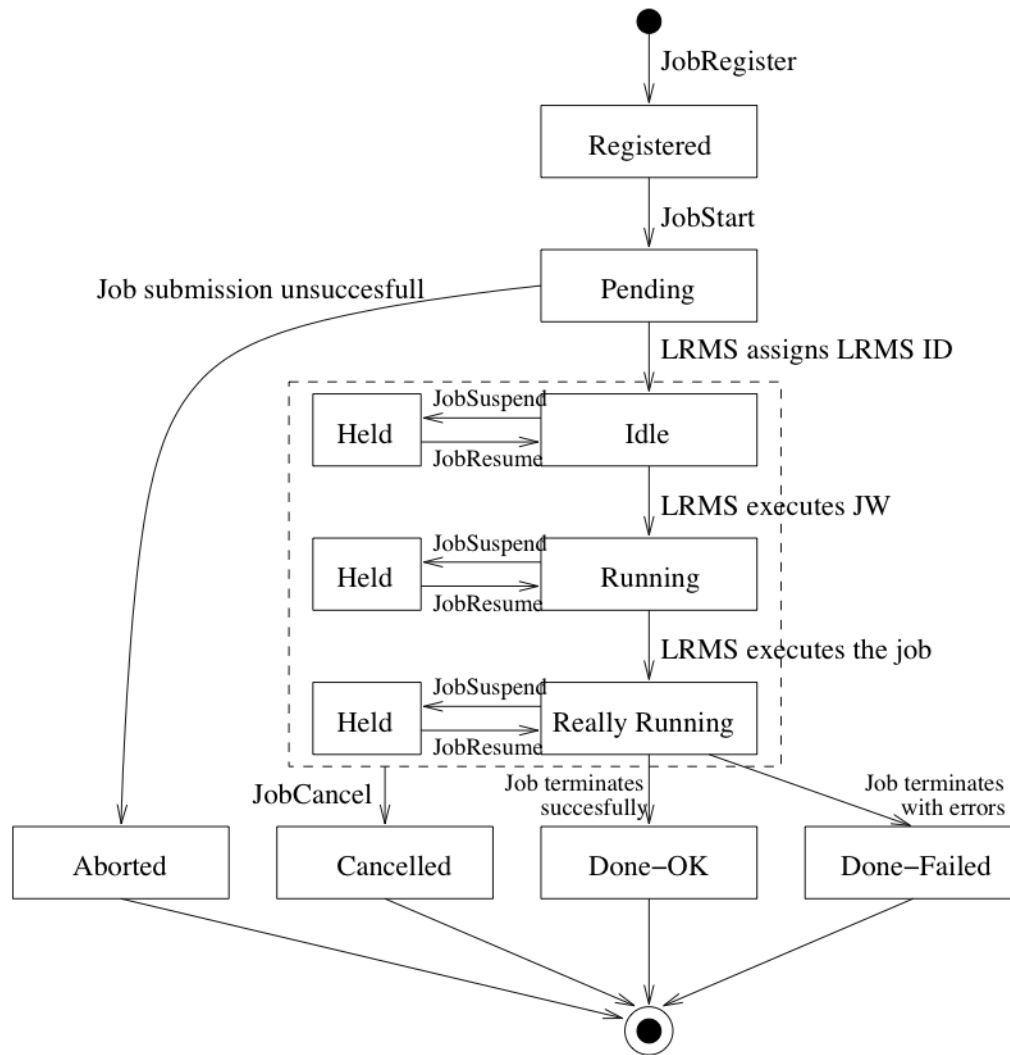 JobRegister
Registered
JobStart
Job submission unsuccesfull
Pending
LRMS assigns LRMS ID
JobSuspend
Held
Idle
JobResume
LRMS executes JW
JobSuspend
Held
Running
JobResume
LRMS executes the job
JobSuspend
Held
Really Running
JobResume
JobCancel
Job terminates
succesfully
Job terminates
with errors
Aborted
Cancelled
Done−OK
Done−Failed